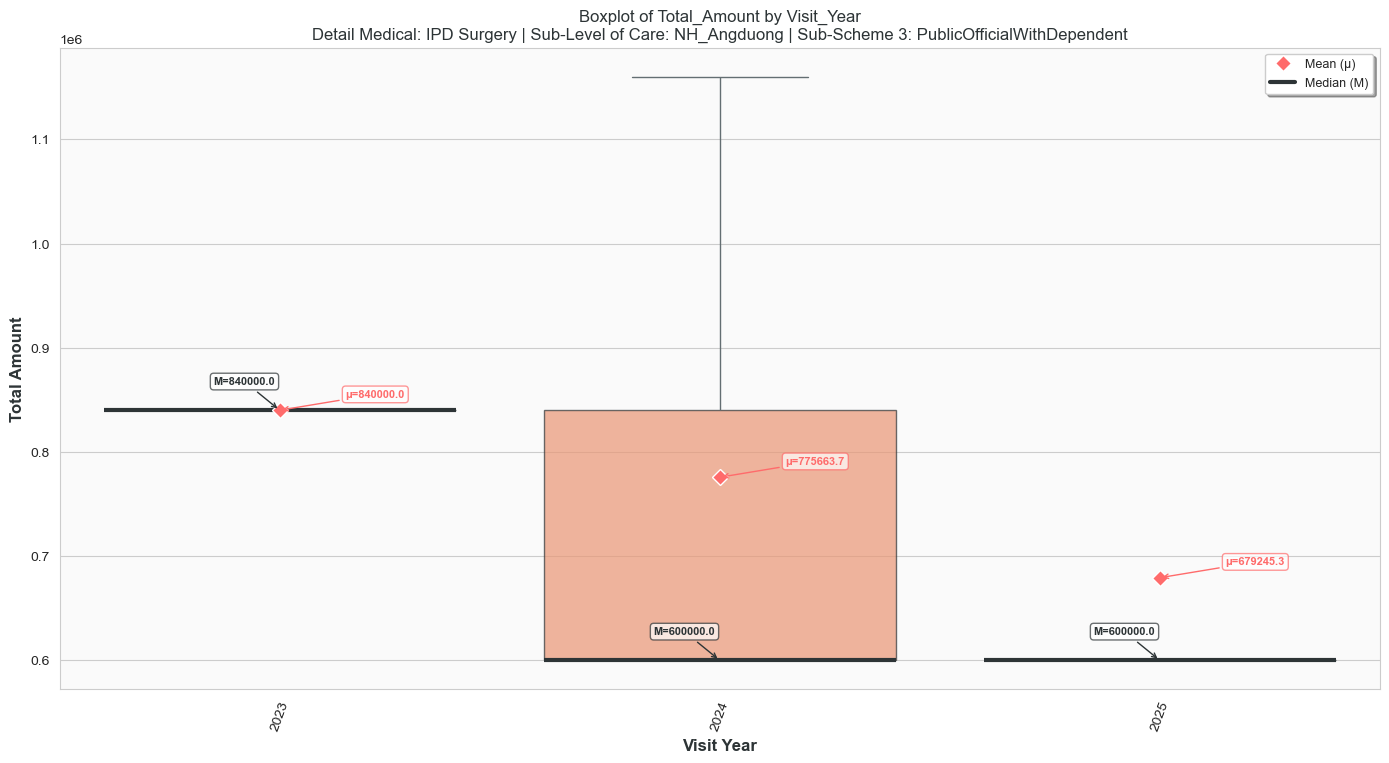 Boxplot of Total_Amount by Visit_Year
Detail Medical: IPD Surgery | Sub-Level of Care: NH_Angduong | Sub-Scheme 3: PublicOfficialWithDependent
1e6
Mean (μ)
Median (M)
1.1
1.0
0.9
0.8
0.7
0.6
Total Amount
M=840000.0
μ=840000.0
μ=775663.7
M=600000.0
μ=679245.3
M=600000.0
2023
2024
2025
Visit Year